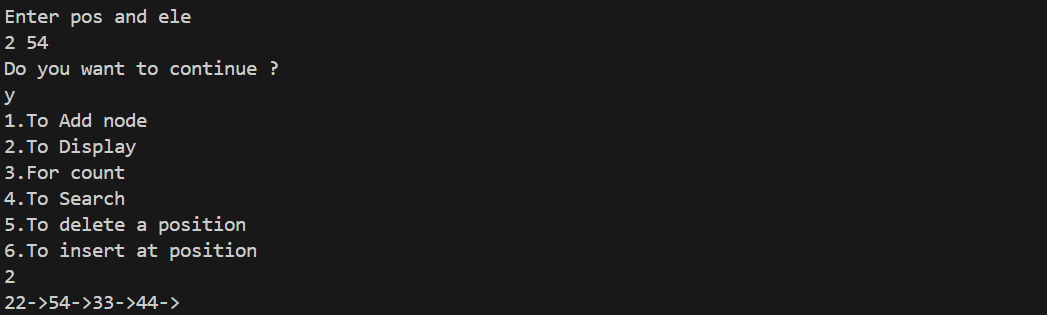 Enter pos and ele
2 54
Do you want to continue ?
y
1.To Add node
2.To Display
3.For count
4.To Search
5.To delete a position
6.To insert at position
2
22->54->33->44->